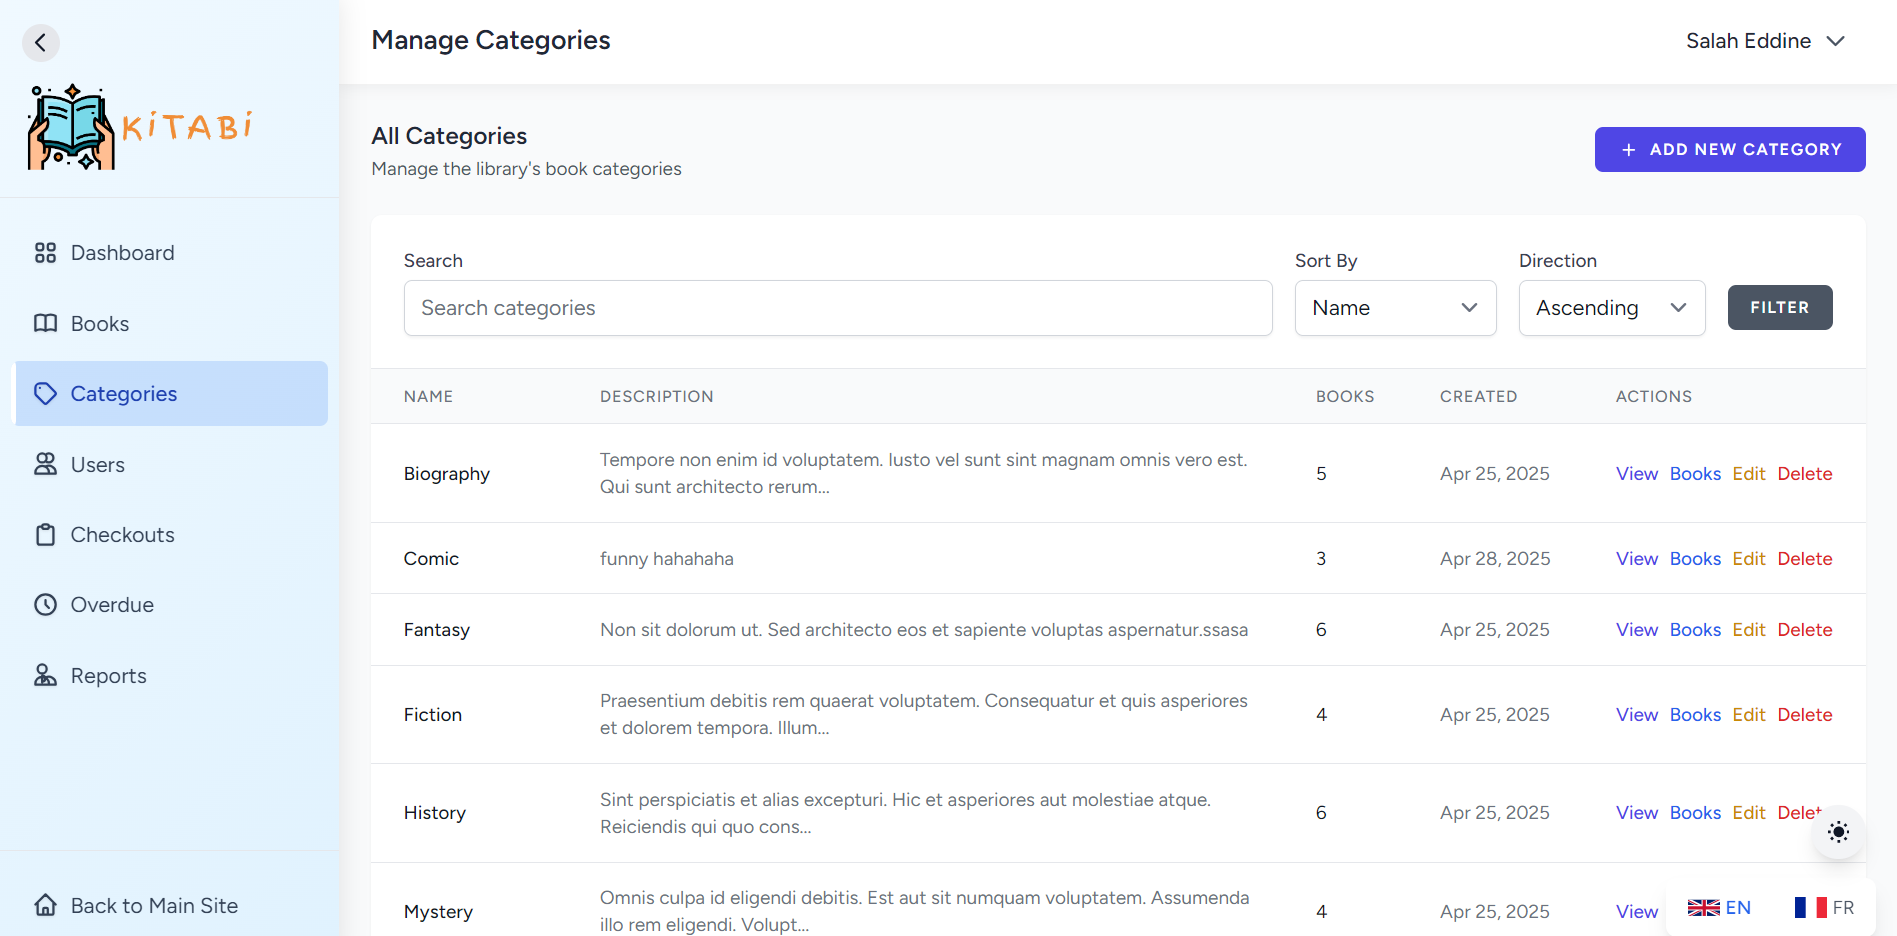 Manage Categories
Salah Eddine
KiTABi
Dashboard
Books
Categories
Users
Checkouts
Overdue
Reports
Back to Main Site
All Categories
Manage the library's book categories
+ ADD NEW CATEGORY
Search
Sort By
Direction
Search categories
Name
Ascending
FILTER
NAME DESCRIPTION BOOKS CREATED ACTIONS
Biography
Tempore non enim id voluptatem. Iusto vel sunt sint magnam omnis vero est.
Qui sunt architecto rerum...
5 Apr 25, 2025 View Books Edit Delete
Comic funny hahahaha 3 Apr 28, 2025 View Books Edit Delete
Fantasy Non sit dolorum ut. Sed architecto eos et sapiente voluptas aspernatur.ssasa 6 Apr 25, 2025 View Books Edit Delete
Fiction
Praesentium debitis rem quaerat voluptatem. Consequatur et quis asperiores
et dolorem tempora. Illum...
4 Apr 25, 2025 View Books Edit Delete
History
Sint perspiciatis et alias excepturi. Hic et asperiores aut molestiae atque.
Reiciendis qui quo cons...
6 Apr 25, 2025 View Books Edit Delet
Mystery
Omnis culpa id eligendi debitis. Est aut sit numquam voluptatem. Assumenda
illo rem eligendi. Volupt...
4 Apr 25, 2025 View
EN FR